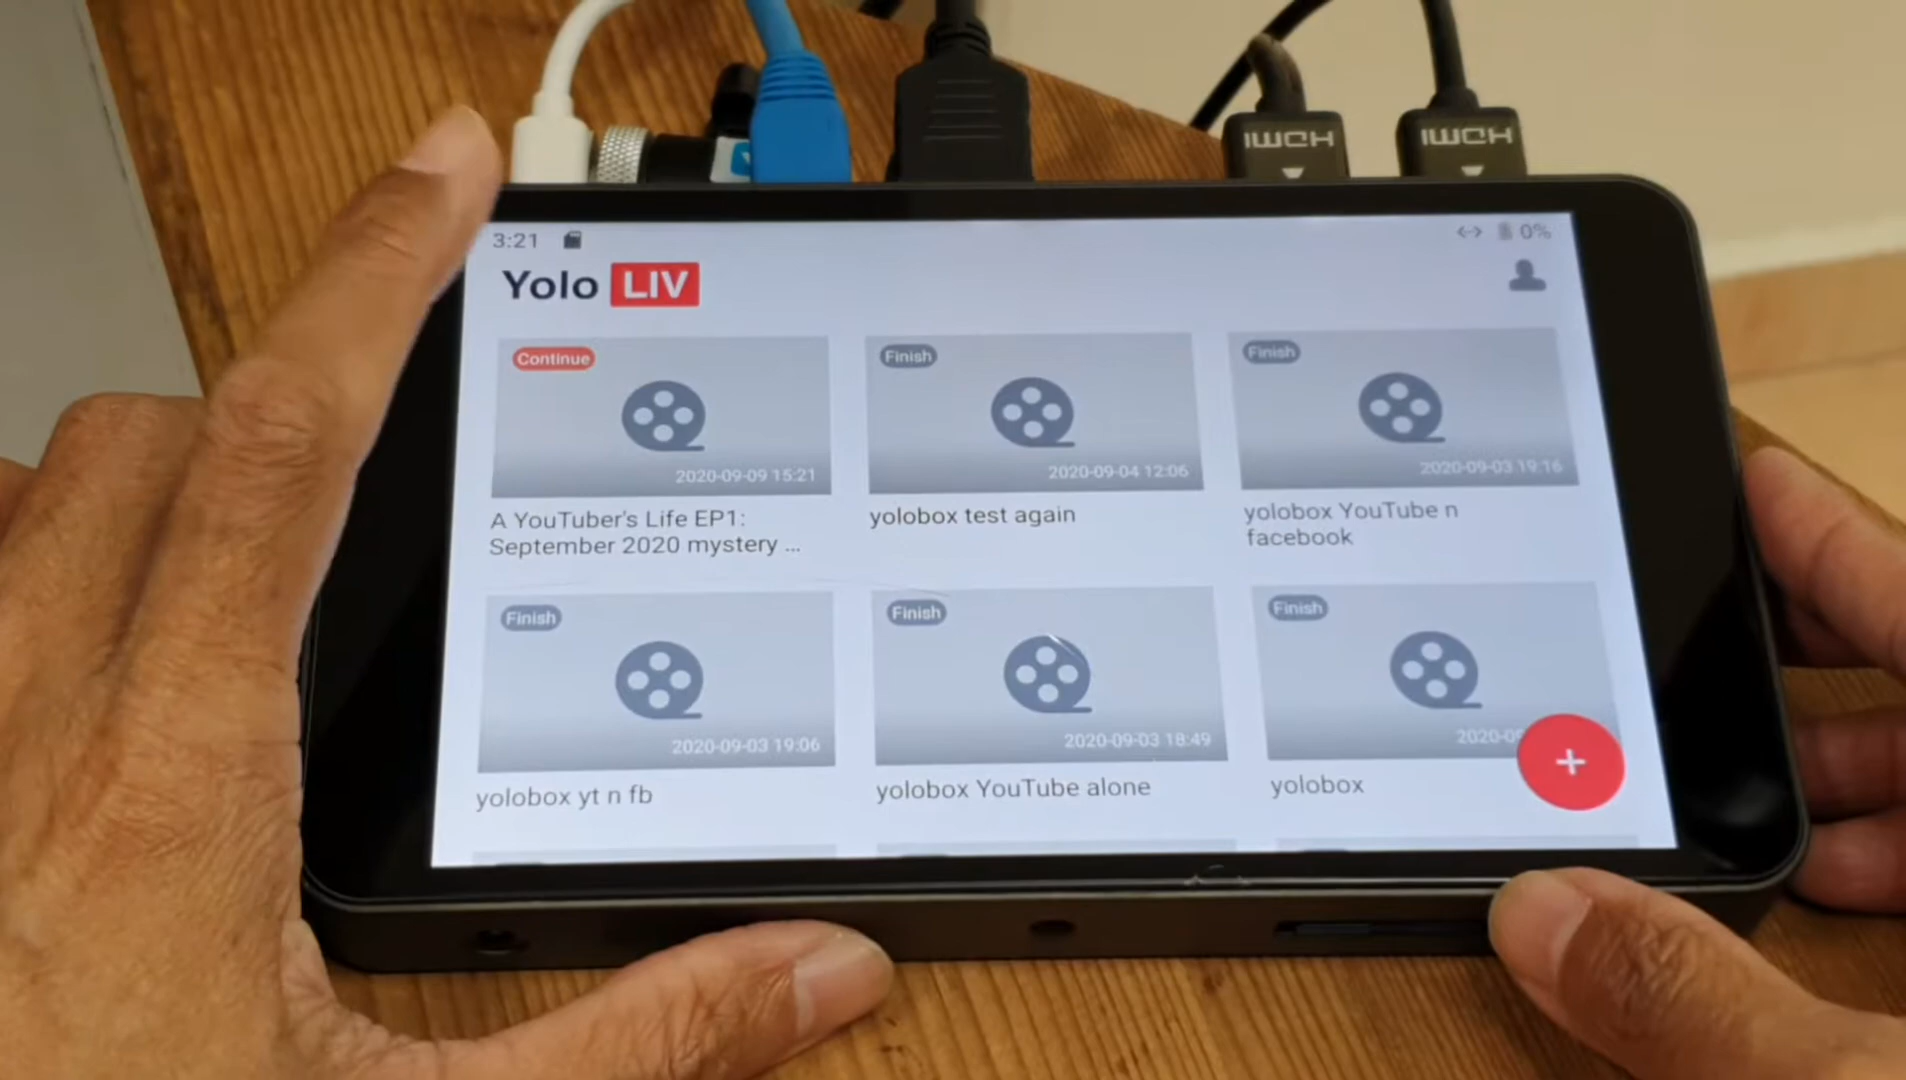 HDMI
HDMI
3:21
0%
Yolo LIV
Continue
2020-09-09 15:21
A YouTuber's Life EP1:
September 2020 mystery ...
Finish
2020-09-04 12:06
yolobox test again
Finish
2020-09-03 19:16
yolobox YouTube n
facebook
Finish
2020-09-03 19:06
yolobox yt n fb
Finish
2020-09-03 18:49
yolobox YouTube alone
Finish
yolobox
+